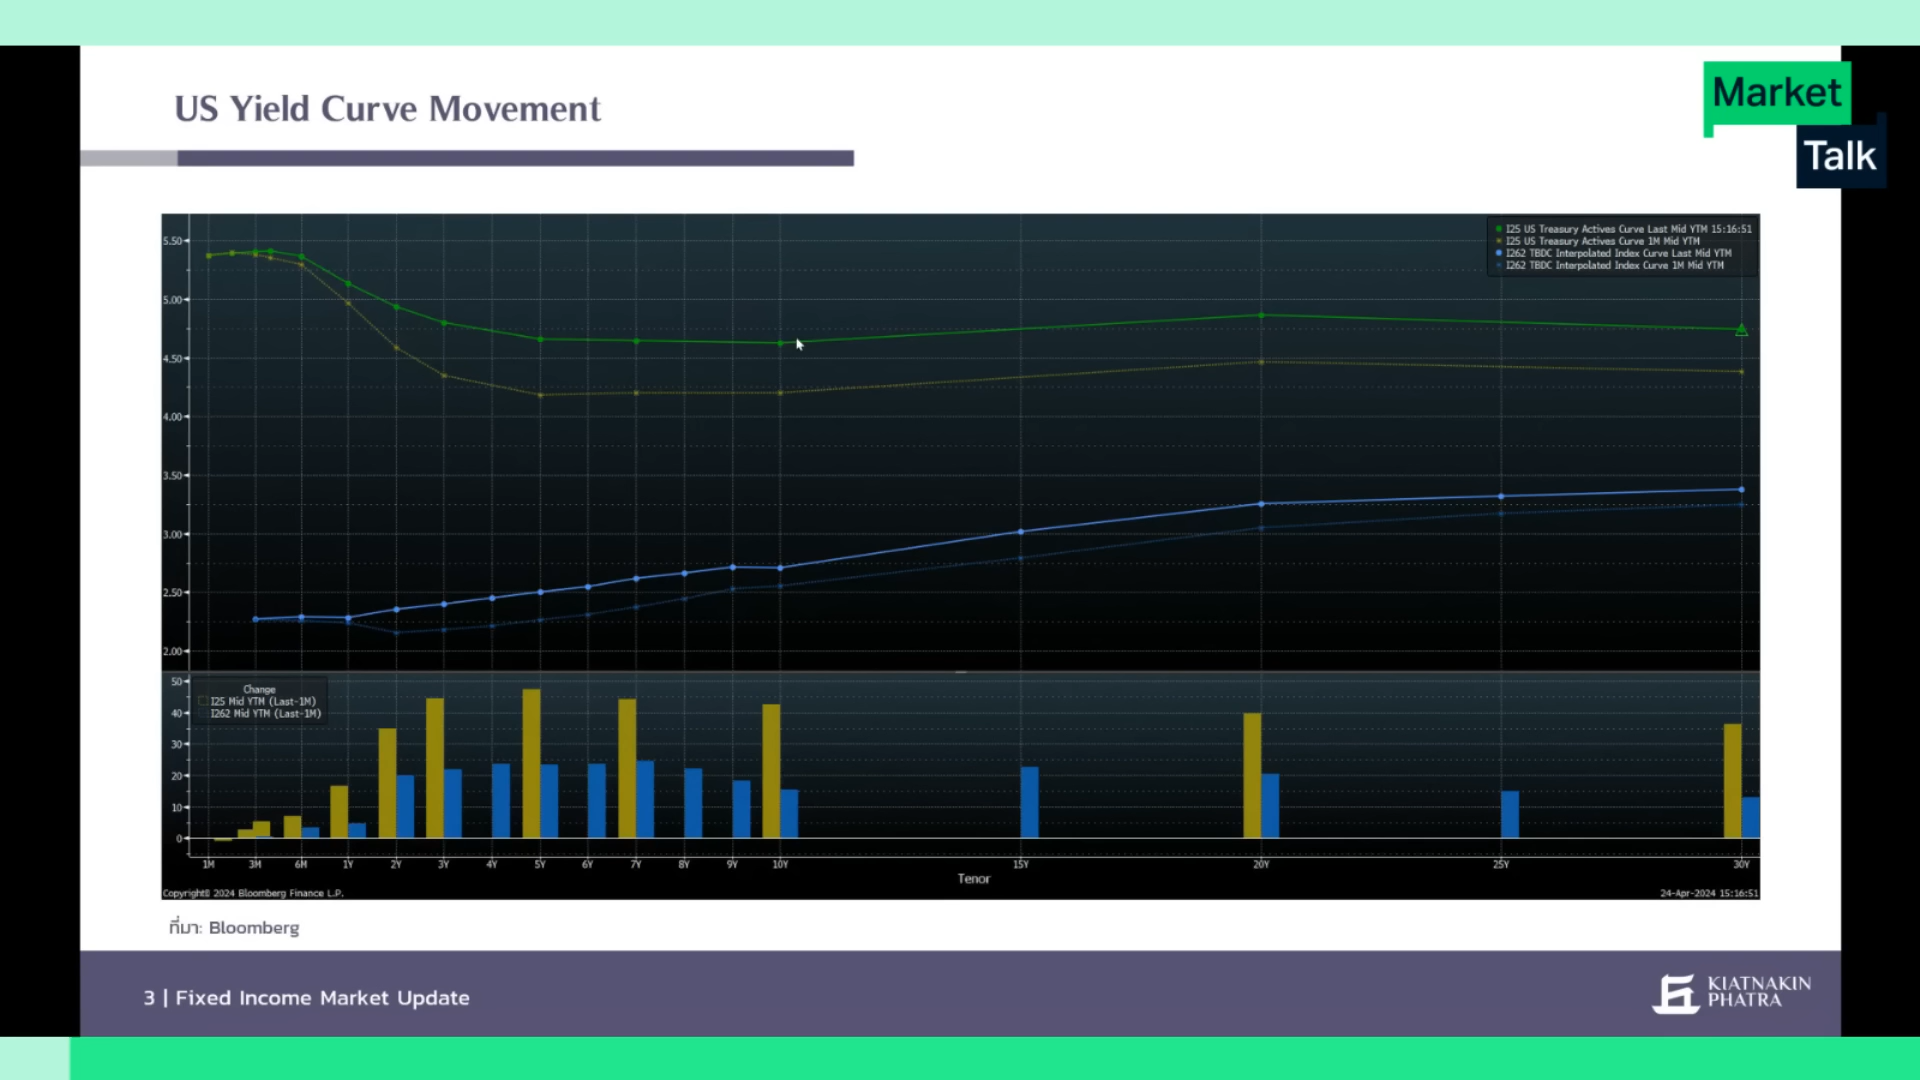 US Yield Curve Movement
Market
Talk
I25 US Treasury Actives Curve Last Mid YTM 15:16:51
I25 US Treasury Actives Curve 1M Mid YTM
I262 TBDC Interpolated Index Curve Last Mid YTM
I262 TBDC Interpolated Index Curve 1M Mid YTM
5.50
5.00
4.50
4.00
3.50
3.00
2.50
2.00
Change
I25 Mid YTM (Last-1M)
I262 Mid YTM (Last-1M)
50
40
30
20
10
0
1M 3M 6M 1Y 2Y 3Y 4Y 5Y 6Y 7Y 8Y 9Y 10Y 15Y 20Y 25Y 30Y
Tenor
Copyright© 2024 Bloomberg Finance L.P.
24-Apr-2024 15:16:51
ที่มา: Bloomberg
3 | Fixed Income Market Update
KIATNAKIN
PHATRA